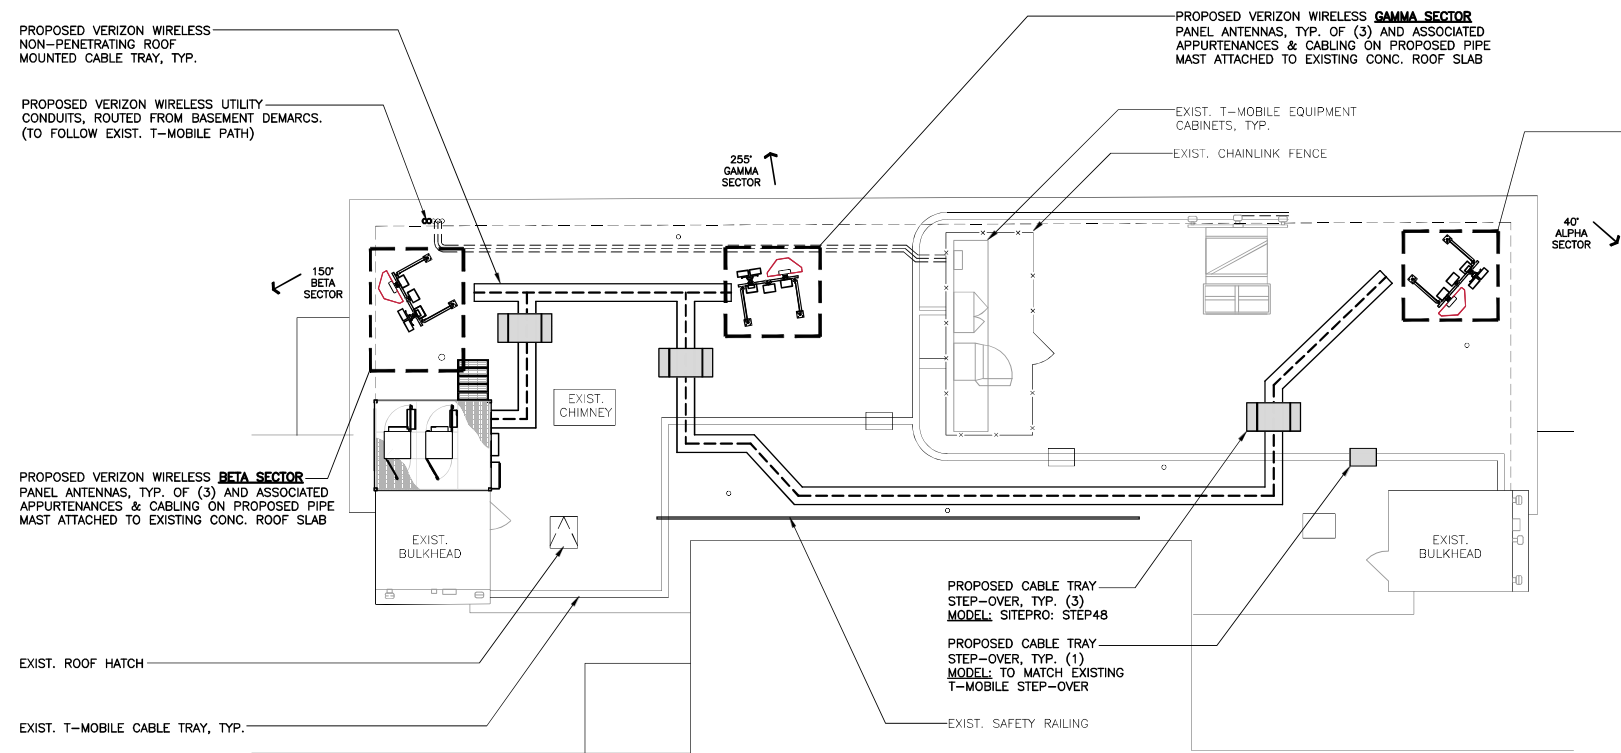 PROPOSED VERIZON WIRELESS
NON-PENETRATING ROOF
MOUNTED CABLE TRAY, TYP.
PROPOSED VERIZON WIRELESS UTILITY
CONDUITS, ROUTED FROM BASEMENT DEMARCS.
(TO FOLLOW EXIST. T-MOBILE PATH)
PROPOSED VERIZON WIRELESS GAMMA SECTOR
PANEL ANTENNAS, TYP. OF (3) AND ASSOCIATED
APPURTENANCES & CABLING ON PROPOSED PIPE
MAST ATTACHED TO EXISTING CONC. ROOF SLAB
EXIST. T-MOBILE EQUIPMENT
CABINETS, TYP.
EXIST. CHAINLINK FENCE
255°
GAMMA
SECTOR
40°
ALPHA
SECTOR
150°
BETA
SECTOR
EXIST.
CHIMNEY
PROPOSED VERIZON WIRELESS BETA SECTOR
PANEL ANTENNAS, TYP. OF (3) AND ASSOCIATED
APPURTENANCES & CABLING ON PROPOSED PIPE
MAST ATTACHED TO EXISTING CONC. ROOF SLAB
EXIST.
BULKHEAD
EXIST.
BULKHEAD
PROPOSED CABLE TRAY
STEP-OVER, TYP. (3)
MODEL: SITEPRO: STEP48
PROPOSED CABLE TRAY
STEP-OVER, TYP. (1)
MODEL: TO MATCH EXISTING
T-MOBILE STEP-OVER
EXIST. ROOF HATCH
EXIST. T-MOBILE CABLE TRAY, TYP.
EXIST. SAFETY RAILING